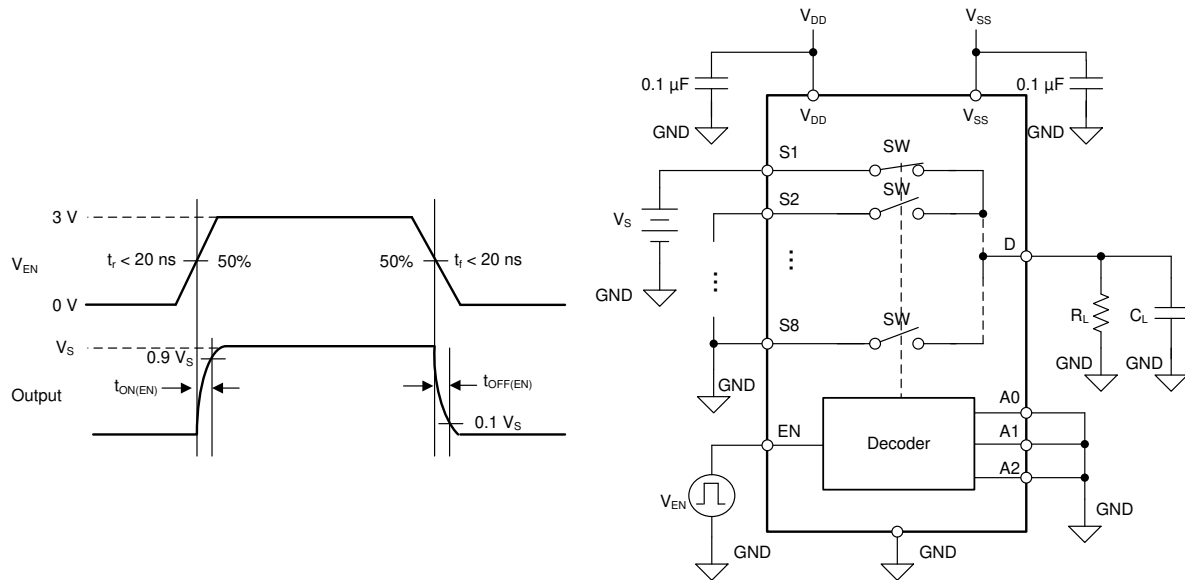 3 V
V_EN
t_r < 20 ns
50%
50%
t_f < 20 ns
0 V
V_S
0.9 V_S
t_ON(EN)
t_OFF(EN)
Output
0.1 V_S
V_DD
V_SS
0.1 µF
0.1 µF
V_DD
V_SS
GND
GND
S1
SW
S2
SW
V_S
...
...
D
GND
S8
SW
R_L
C_L
GND
GND
GND
A0
EN
Decoder
A1
A2
V_EN
GND
GND
GND